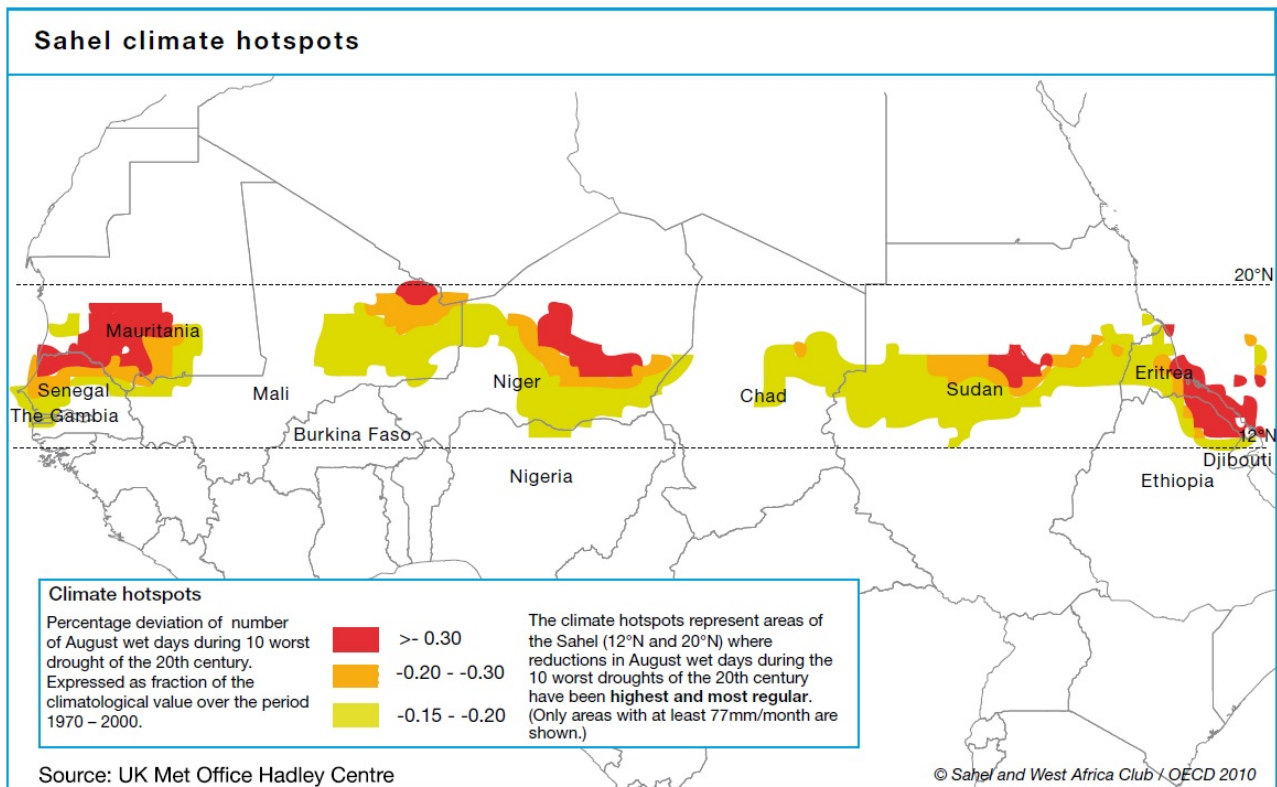 Sahel climate hotspots
20°N
Mauritania
Senegal
The Gambia
Mali
Burkina Faso
Niger
Nigeria
Chad
Sudan
Eritrea
12°N
Djibouti
Ethiopia
Climate hotspots
Percentage deviation of number
of August wet days during 10 worst
drought of the 20th century.
Expressed as fraction of the
climatological value over the period
1970 – 2000.
>- 0.30
-0.20 - -0.30
-0.15 - -0.20
The climate hotspots represent areas of
the Sahel (12°N and 20°N) where
reductions in August wet days during the
10 worst droughts of the 20th century
have been highest and most regular.
(Only areas with at least 77mm/month are
shown.)
Source: UK Met Office Hadley Centre
© Sahel and West Africa Club / OECD 2010